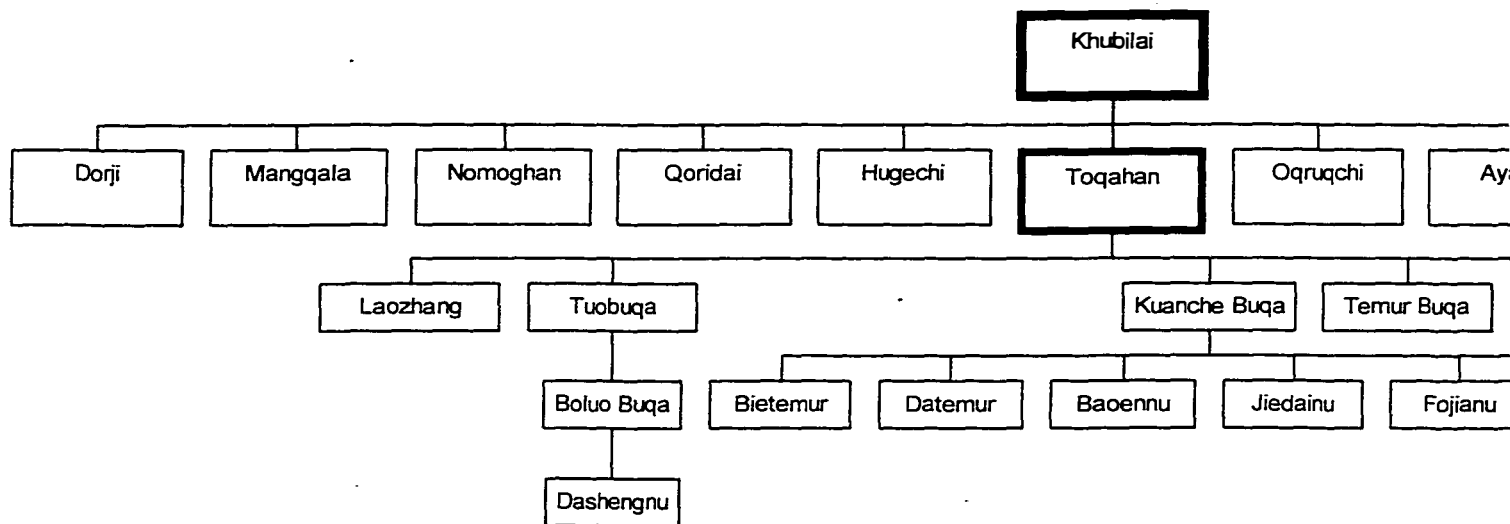 Khubilai
Dorji
Mangqala
Nomoghan
Qoridai
Hugechi
Toqahan
Oqruqchi
Laozhang
Tuobuqa
Kuanche Buqa
Temur Buqa
Boluo Buqa
Bietemur
Datemur
Baoennu
Jiedainu
Fojianu
Dashengnu